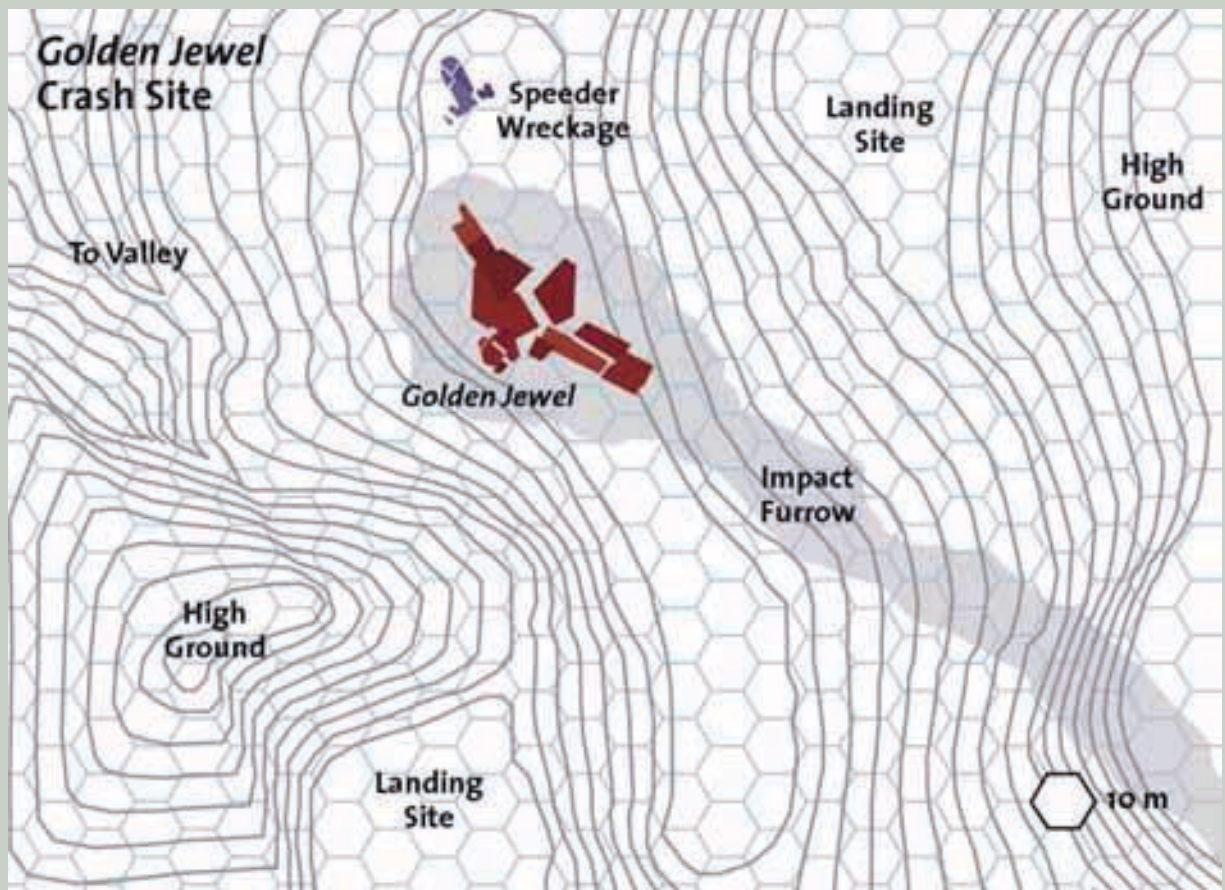 Golden Jewel
Crash Site
Speeder
Wreckage
Landing
Site
High
Ground
To Valley
Golden Jewel
Impact
Furrow
High
Ground
Landing
Site
10 m